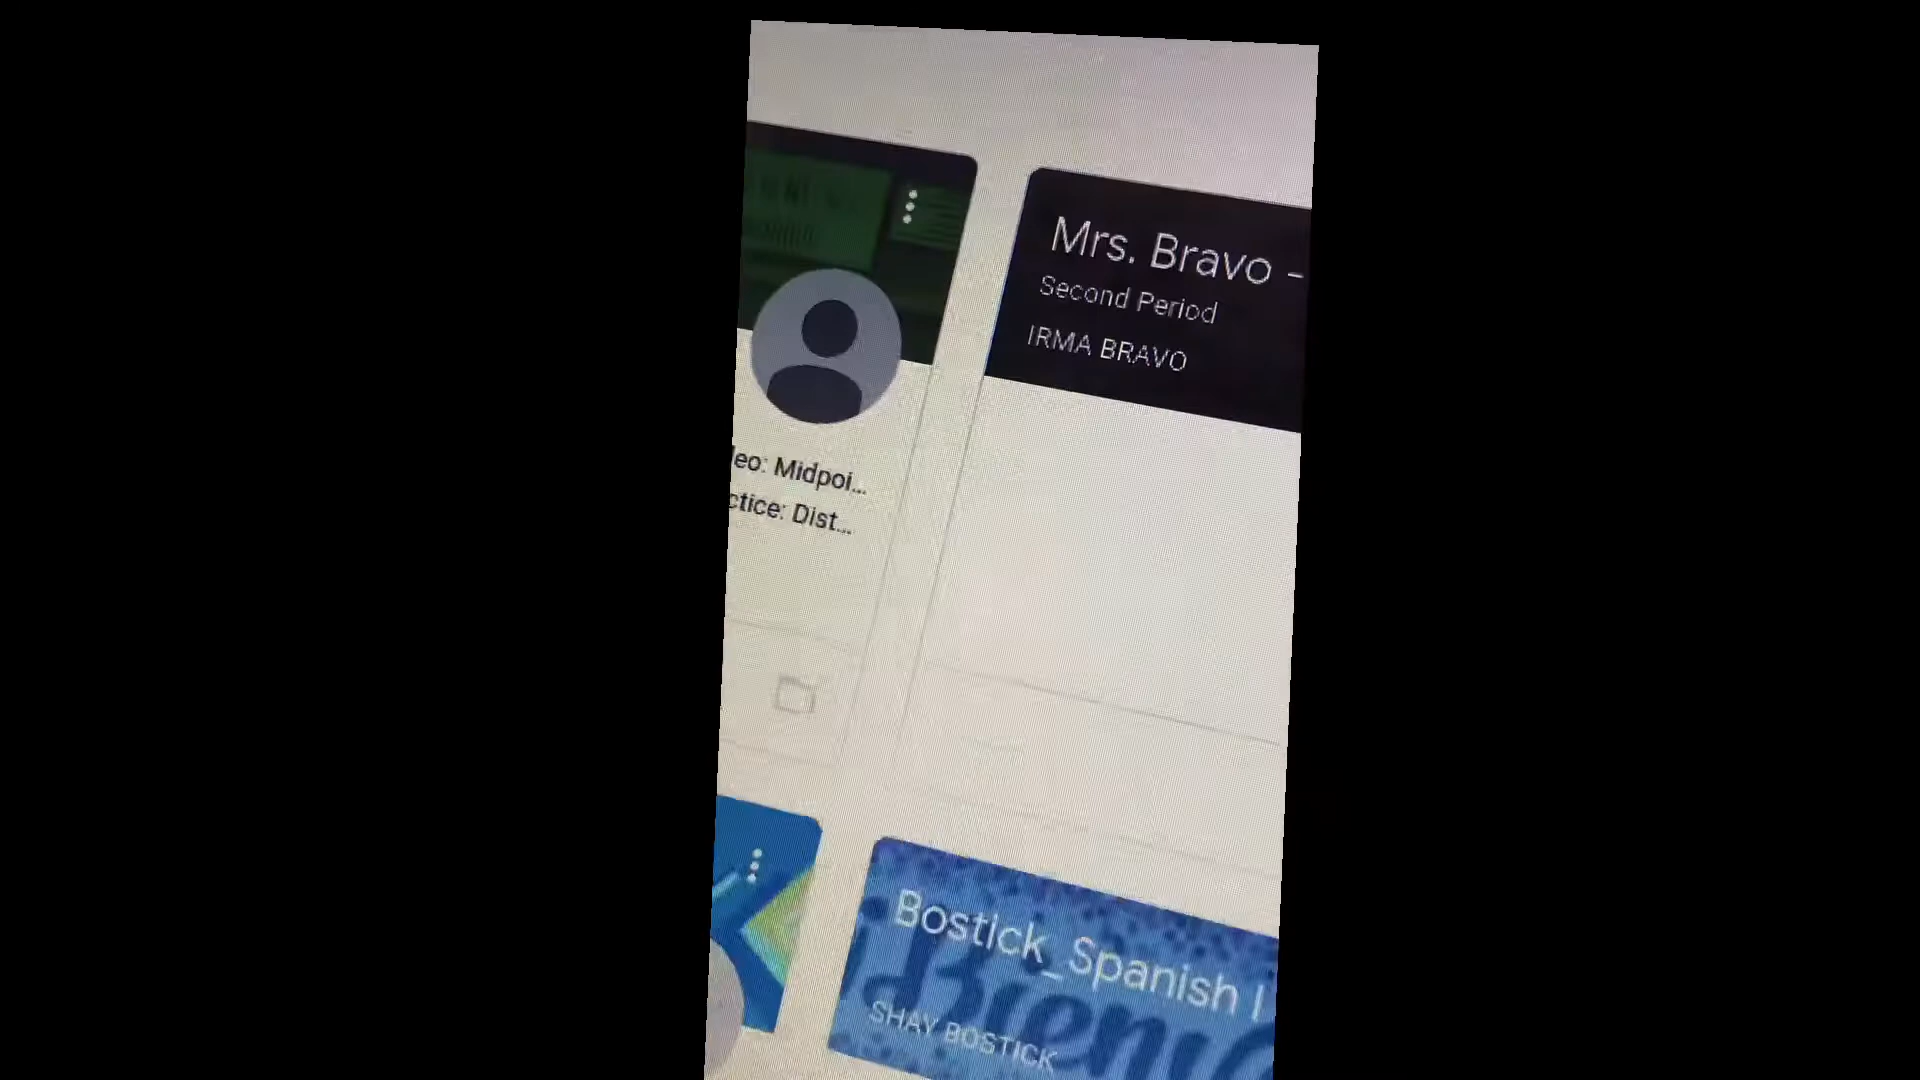 Mrs. Bravo -
Second Period
IRMA BRAVO
eo: Midpoi...
ctice: Dist...
Bostick_Spanish I
SHAY BOSTICK